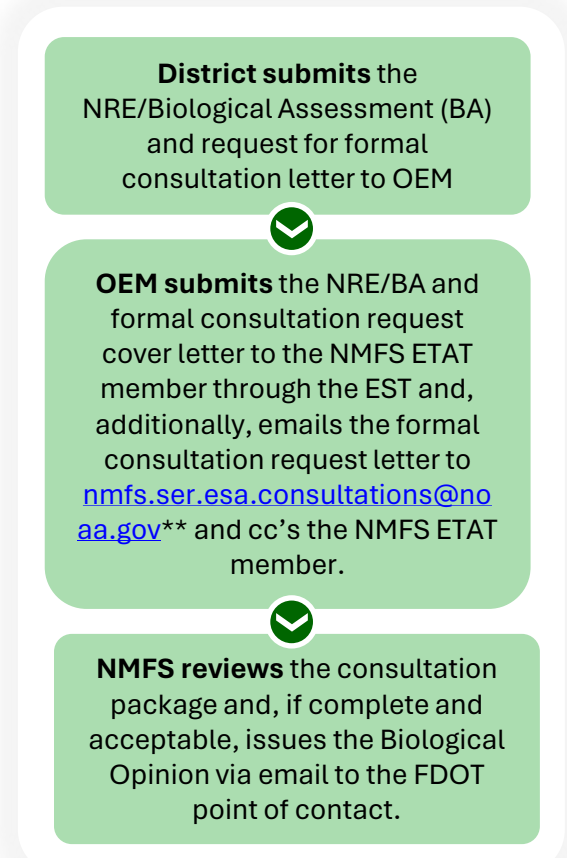 District submits the
NRE/Biological Assessment (BA)
and request for formal
consultation letter to OEM
OEM submits the NRE/BA and
formal consultation request
cover letter to the NMFS ETAT
member through the EST and,
additionally, emails the formal
consultation request letter to
nmfs.ser.esa.consultations@no
aa.gov** and cc’s the NMFS ETAT
member.
NMFS reviews the consultation
package and, if complete and
acceptable, issues the Biological
Opinion via email to the FDOT
point of contact.